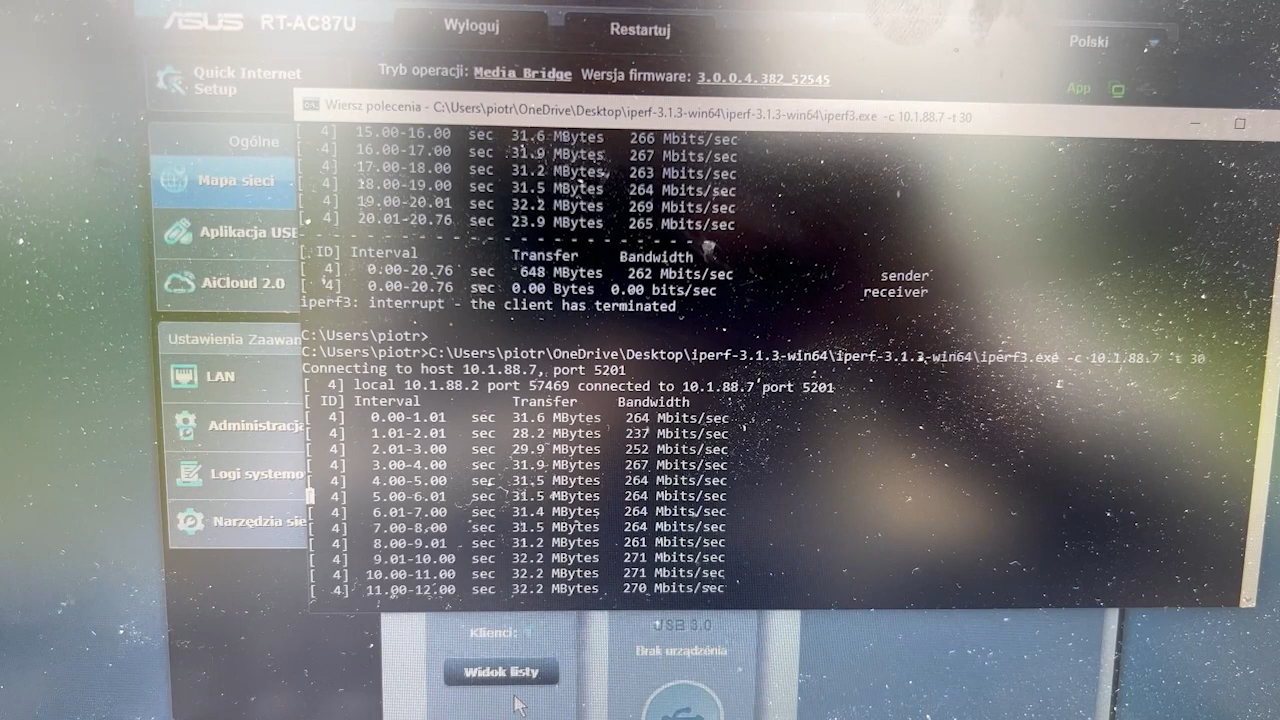 ASUS RT-AC87U
Wyloguj
Restartuj
Polski
Quick Internet
Setup
Tryb operacji: Media Bridge Wersja firmware: 3.0.0.4.382_52545
App
Wiersz polecenia - C:\Users\piotr\OneDrive\Desktop\iperf-3.1.3-win64\iperf-3.1.3-win64\iperf3.exe -c 10.1.88.7 -t 30
Ogólne
Mapa sieci
Aplikacja USB
AiCloud 2.0
Ustawienia Zaawan
LAN
Administracja
Logi systemo
Narzędzia sie
[ 4] 15.00-16.00 sec 31.6 MBytes 266 Mbits/sec
[ 4] 16.00-17.00 sec 31.9 MBytes 267 Mbits/sec
[ 4] 17.00-18.00 sec 31.2 MBytes 263 Mbits/sec
[ 4] 18.00-19.00 sec 31.5 MBytes 264 Mbits/sec
[ 4] 19.00-20.01 sec 32.2 MBytes 269 Mbits/sec
[ 4] 20.01-20.76 sec 23.9 MBytes 265 Mbits/sec
- - - - - - - - - - - - - - - - - - - - - - - - -
[ ID] Interval Transfer Bandwidth
[ 4] 0.00-20.76 sec 648 MBytes 262 Mbits/sec sender
[ 4] 0.00-20.76 sec 0.00 Bytes 0.00 bits/sec receiver
iperf3: interrupt - the client has terminated
C:\Users\piotr>
C:\Users\piotr>C:\Users\piotr\OneDrive\Desktop\iperf-3.1.3-win64\iperf-3.1.3-win64\iperf3.exe -c 10.1.88.7 -t 30
Connecting to host 10.1.88.7, port 5201
[ 4] local 10.1.88.2 port 57469 connected to 10.1.88.7 port 5201
[ ID] Interval Transfer Bandwidth
[ 4] 0.00-1.01 sec 31.6 MBytes 264 Mbits/sec
[ 4] 1.01-2.01 sec 28.2 MBytes 237 Mbits/sec
[ 4] 2.01-3.00 sec 29.9 MBytes 252 Mbits/sec
[ 4] 3.00-4.00 sec 31.9 MBytes 267 Mbits/sec
[ 4] 4.00-5.00 sec 31.5 MBytes 264 Mbits/sec
[ 4] 5.00-6.01 sec 31.5 MBytes 264 Mbits/sec
[ 4] 6.01-7.00 sec 31.4 MBytes 264 Mbits/sec
[ 4] 7.00-8.00 sec 31.5 MBytes 264 Mbits/sec
[ 4] 8.00-9.01 sec 31.2 MBytes 261 Mbits/sec
[ 4] 9.01-10.00 sec 32.2 MBytes 271 Mbits/sec
[ 4] 10.00-11.00 sec 32.2 MBytes 271 Mbits/sec
[ 4] 11.00-12.00 sec 32.2 MBytes 270 Mbits/sec
Klienci:
Widok listy
USB 3.0
Brak urządzenia